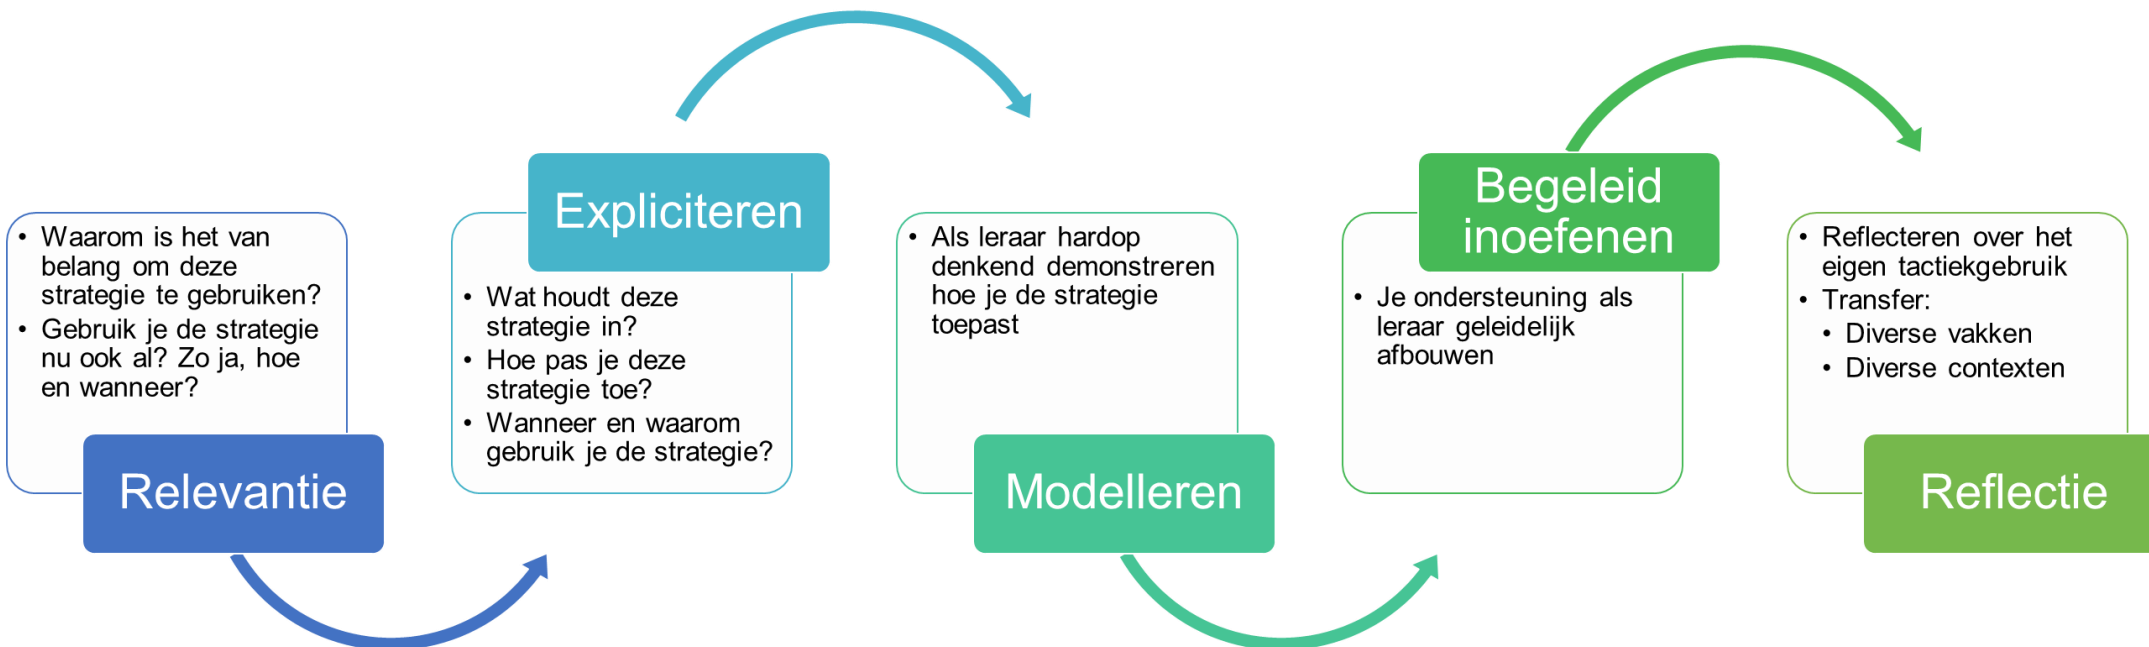 • Waarom is het van
belang om deze
strategie te gebruiken?
• Gebruik je de strategie
nu ook al? Zo ja, hoe
en wanneer?
Relevantie
Expliciteren
• Wat houdt deze
strategie in?
• Hoe pas je deze
strategie toe?
• Wanneer en waarom
gebruik je de strategie?
• Als leraar hardop
denkend demonstreren
hoe je de strategie
toepast
Modelleren
Begeleid
inoefenen
• Je ondersteuning als
leraar geleidelijk
afbouwen
• Reflecteren over het
eigen tactiekgebruik
• Transfer:
• Diverse vakken
• Diverse contexten
Reflectie